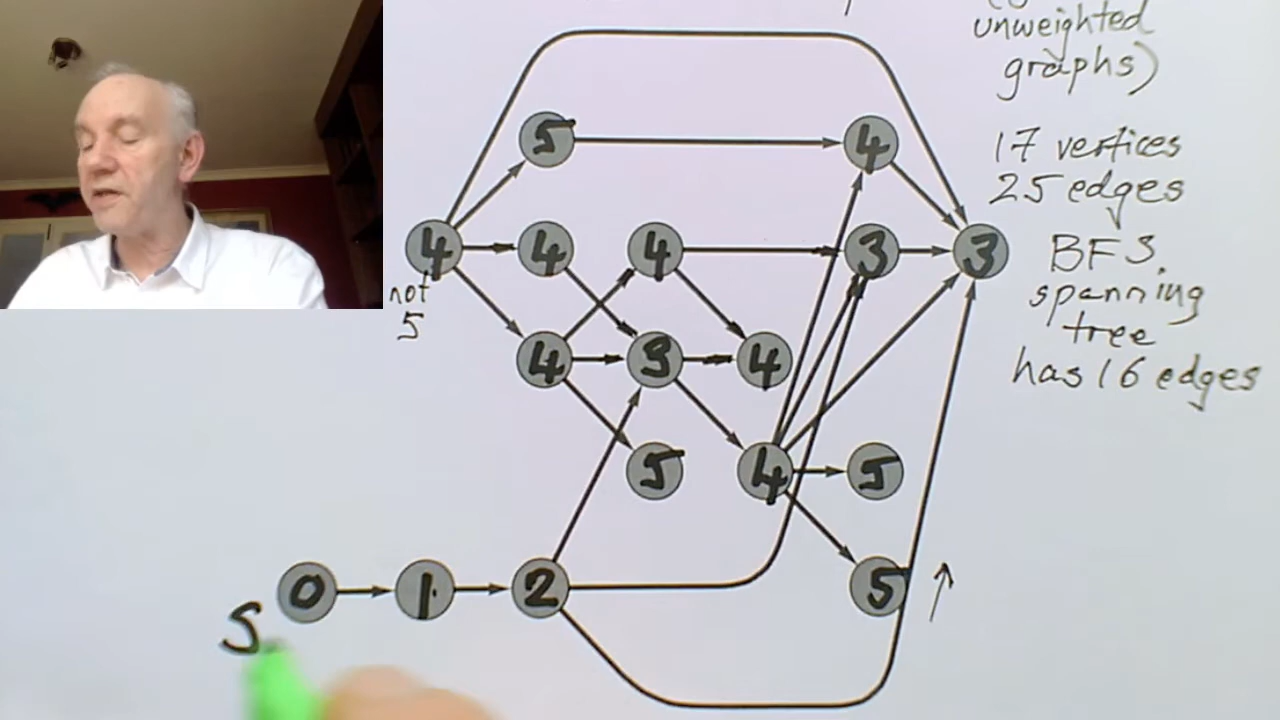 unweighted
graphs)
5 4
17 vertices
25 edges
4 4 4 3 3
not
5
BFS
spanning
tree
has 16 edges
4 3 4
5 4 5
0 1 2 5
S